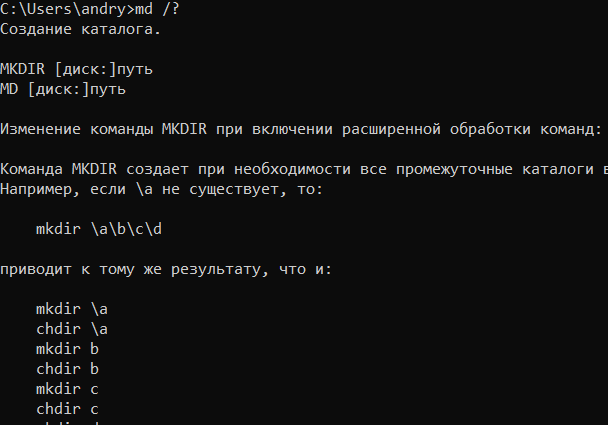 C:\Users\andry>md /?
Создание каталога.
MKDIR [диск:]путь
MD [диск:]путь
Изменение команды MKDIR при включении расширенной обработки команд:
Команда MKDIR создает при необходимости все промежуточные каталоги в
Например, если \a не существует, то:
mkdir \a\b\c\d
приводит к тому же результату, что и:
mkdir \a
chdir \a
mkdir b
chdir b
mkdir c
chdir c